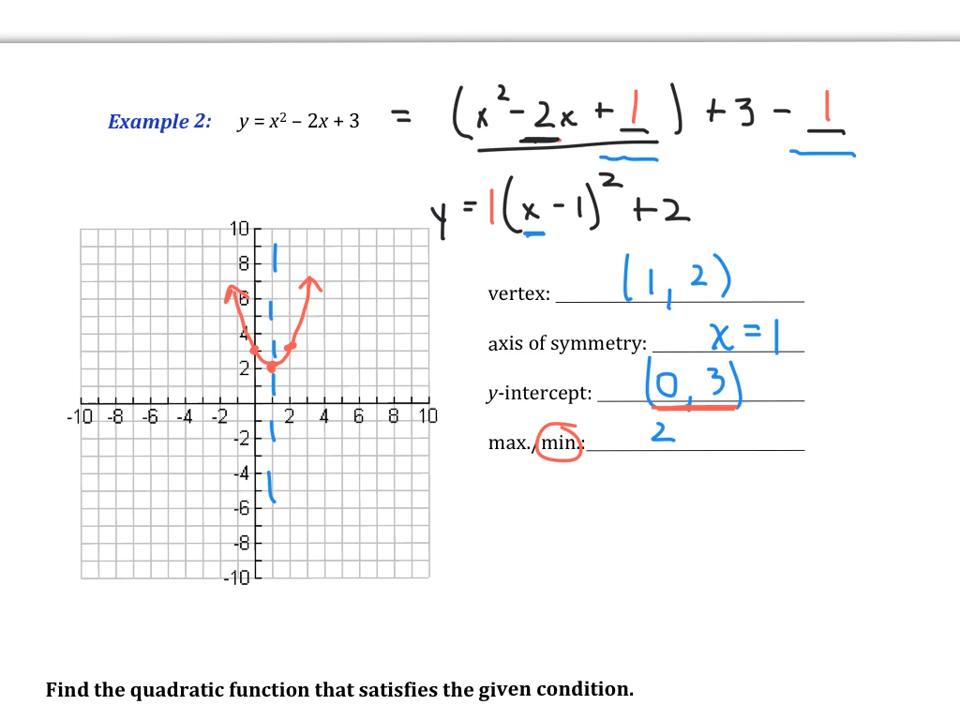 Example 2: y = x² – 2x + 3 = (x² - 2x + 1) + 3 - 1
y = 1(x - 1)² + 2
10
8
6
4
2
-10 -8 -6 -4 -2 2 4 6 8 10
-2
-4
-6
-8
-10
vertex: (1, 2)
axis of symmetry: x = 1
y-intercept: (0, 3)
max./min.: 2
Find the quadratic function that satisfies the given condition.